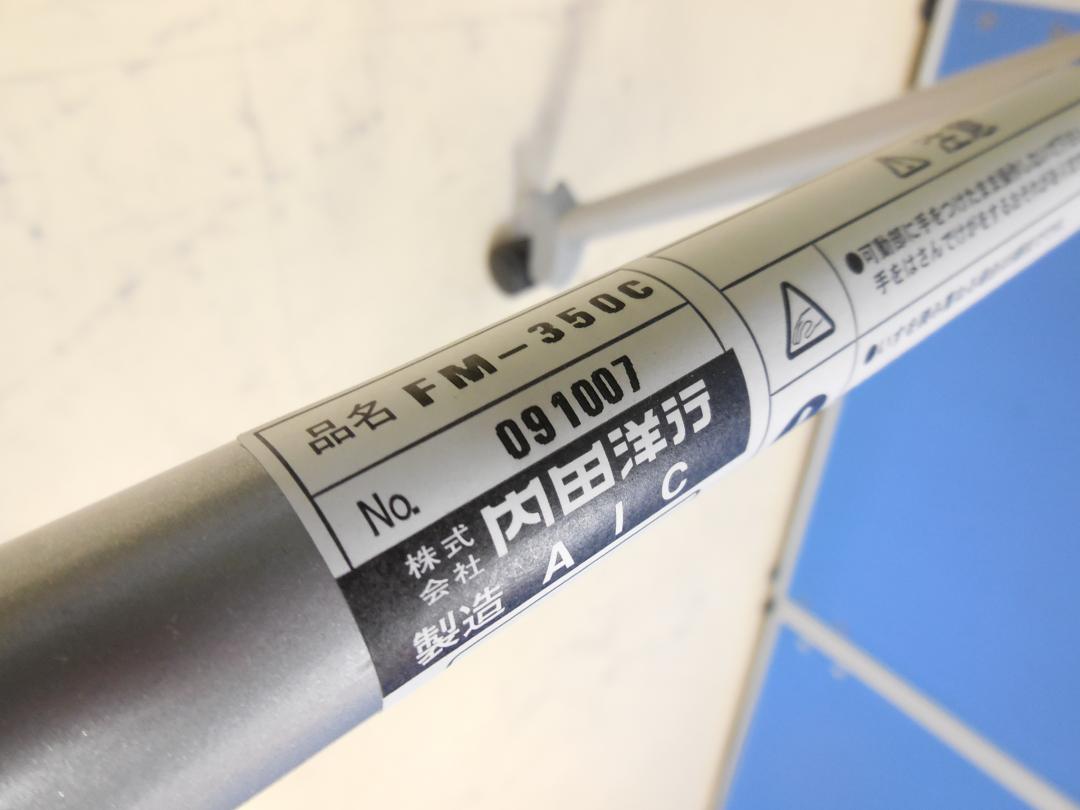 品名 FM-350C
No. 091007
株式会社 内田洋行
製造 AIC
注意
●可動部に手をつけたまま操作しないで下さい
手をはさんでけがをするおそれがあります